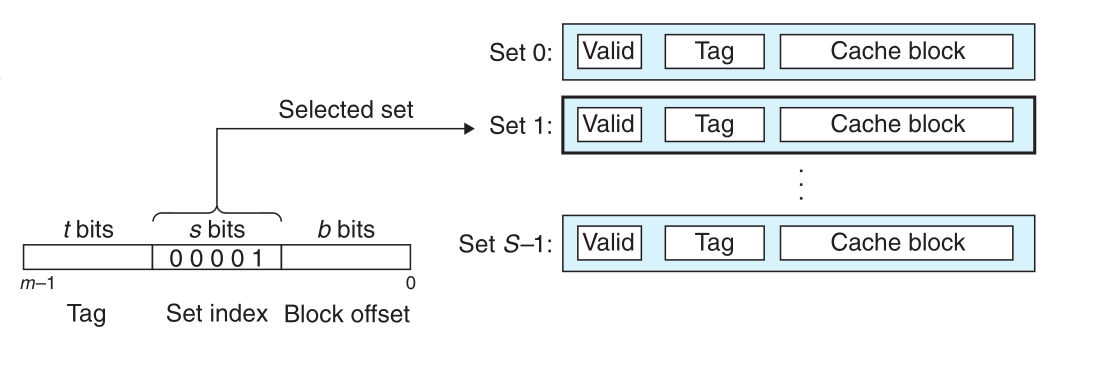 Set 0: Valid Tag Cache block
Selected set
Set 1: Valid Tag Cache block
⋮
t bits s bits b bits
Set S–1: Valid Tag Cache block
0 0 0 0 1
m–1 0
Tag Set index Block offset